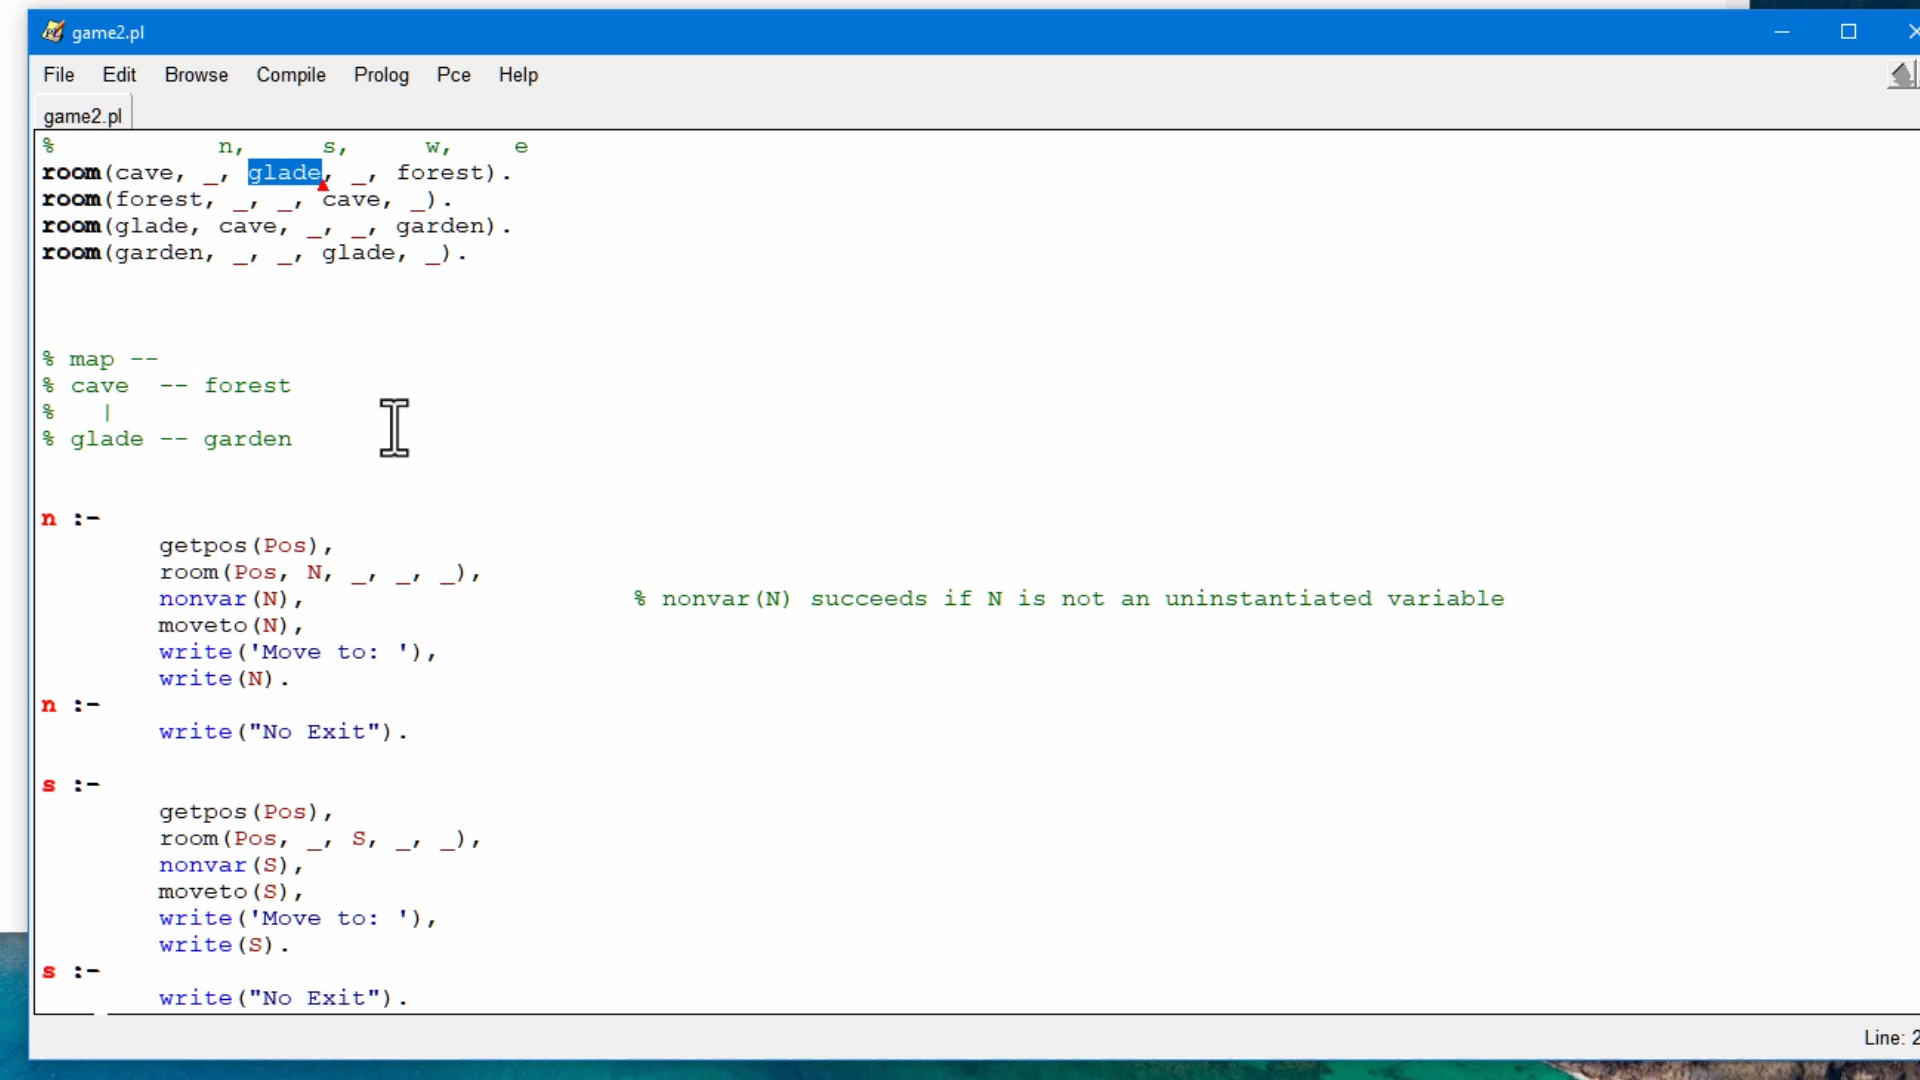 game2.pl
File Edit Browse Compile Prolog Pce Help
game2.pl
% n, s, w, e
room(cave, _, glade, _, forest).
room(forest, _, _, cave, _).
room(glade, cave, _, _, garden).
room(garden, _, _, glade, _).
% map --
% cave -- forest
% |
% glade -- garden
n :-
getpos(Pos),
room(Pos, N, _, _, _),
nonvar(N), % nonvar(N) succeeds if N is not an uninstantiated variable
moveto(N),
write('Move to: '),
write(N).
n :-
write("No Exit").
s :-
getpos(Pos),
room(Pos, _, S, _, _),
nonvar(S),
moveto(S),
write('Move to: '),
write(S).
s :-
write("No Exit").
Line: 2